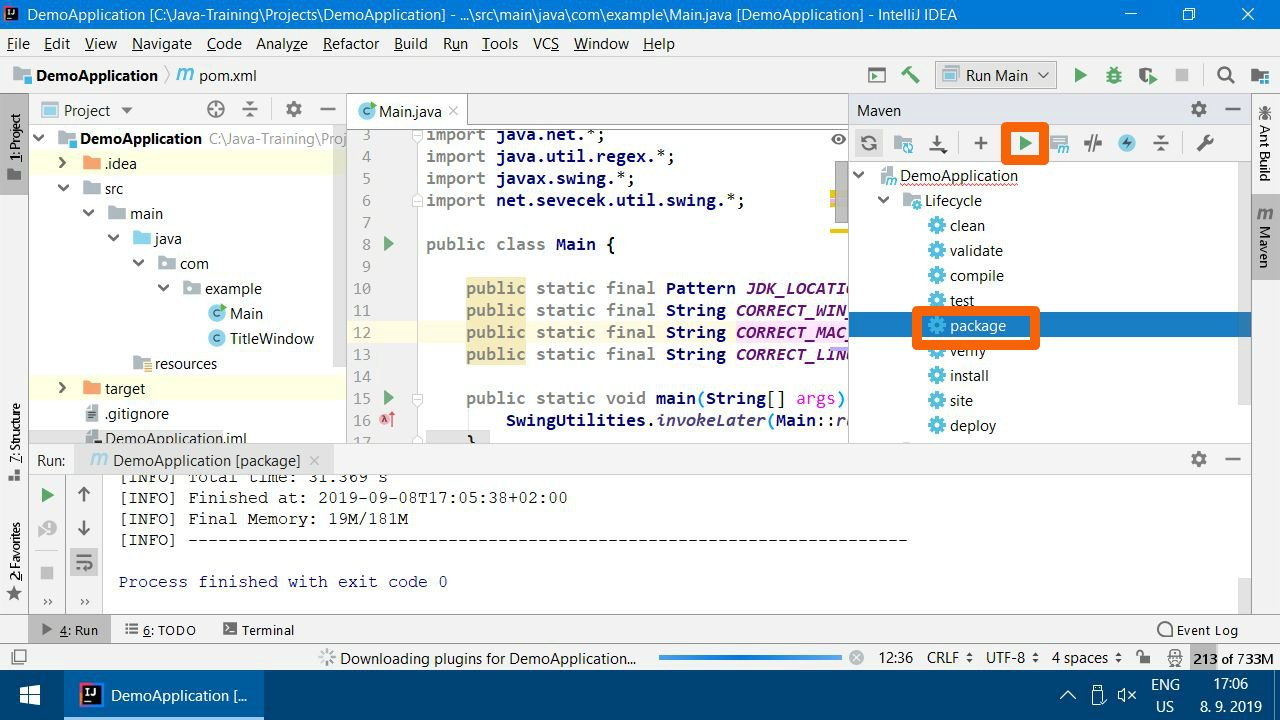 DemoApplication [C:\Java-Training\Projects\DemoApplication] - ...\src\main\java\com\example\Main.java [DemoApplication] - IntelliJ IDEA
File Edit View Navigate Code Analyze Refactor Build Run Tools VCS Window Help
DemoApplication pom.xml Run Main
1: Project
7: Structure
2: Favorites
Project
DemoApplication C:\Java-Training\Proj
.idea
src
main
java
com
example
Main
TitleWindow
resources
target
.gitignore
DemoApplication.iml
Main.java
3 import java.net.*;
4 import java.util.regex.*;
5 import javax.swing.*;
6 import net.sevecek.util.swing.*;
7
8 public class Main {
9
10 public static final Pattern JDK_LOCATIO
11 public static final String CORRECT_WIN_
12 public static final String CORRECT_MAC_
13 public static final String CORRECT_LINU
14
15 public static void main(String[] args)
16 SwingUtilities.invokeLater(Main::r
17 }
Maven
DemoApplication
Lifecycle
clean
validate
compile
test
package
verify
install
site
deploy
Ant Build
Maven
Run: DemoApplication [package]
[INFO] Total time: 31.369 s
[INFO] Finished at: 2019-09-08T17:05:38+02:00
[INFO] Final Memory: 19M/181M
[INFO] ------------------------------------------------------------------------
Process finished with exit code 0
4: Run 6: TODO Terminal Event Log
Downloading plugins for DemoApplication... 12:36 CRLF UTF-8 4 spaces 213 of 733M
DemoApplication [... ENG 17:06
US 8. 9. 2019